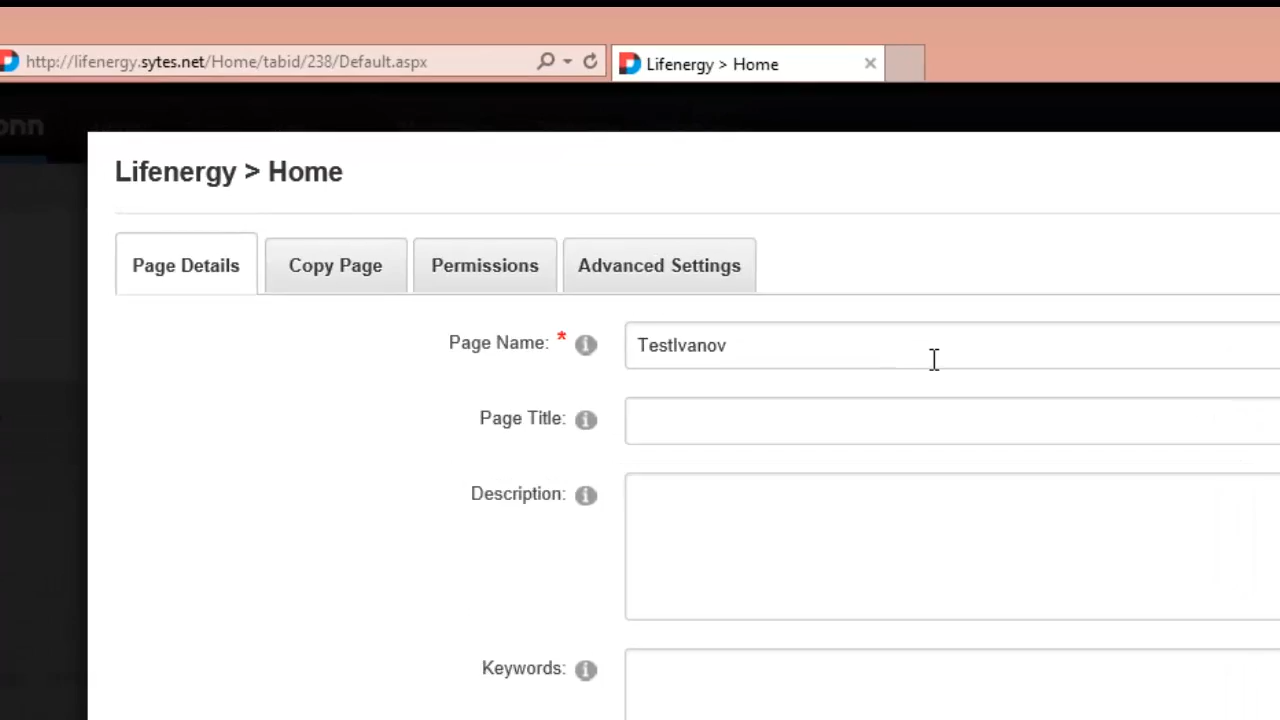 http://lifenergy.sytes.net/Home/tabid/238/Default.aspx
Lifenergy > Home
onn
Lifenergy > Home
Page Details
Copy Page
Permissions
Advanced Settings
Page Name: *
TestIvanov
Page Title:
Description:
Keywords: